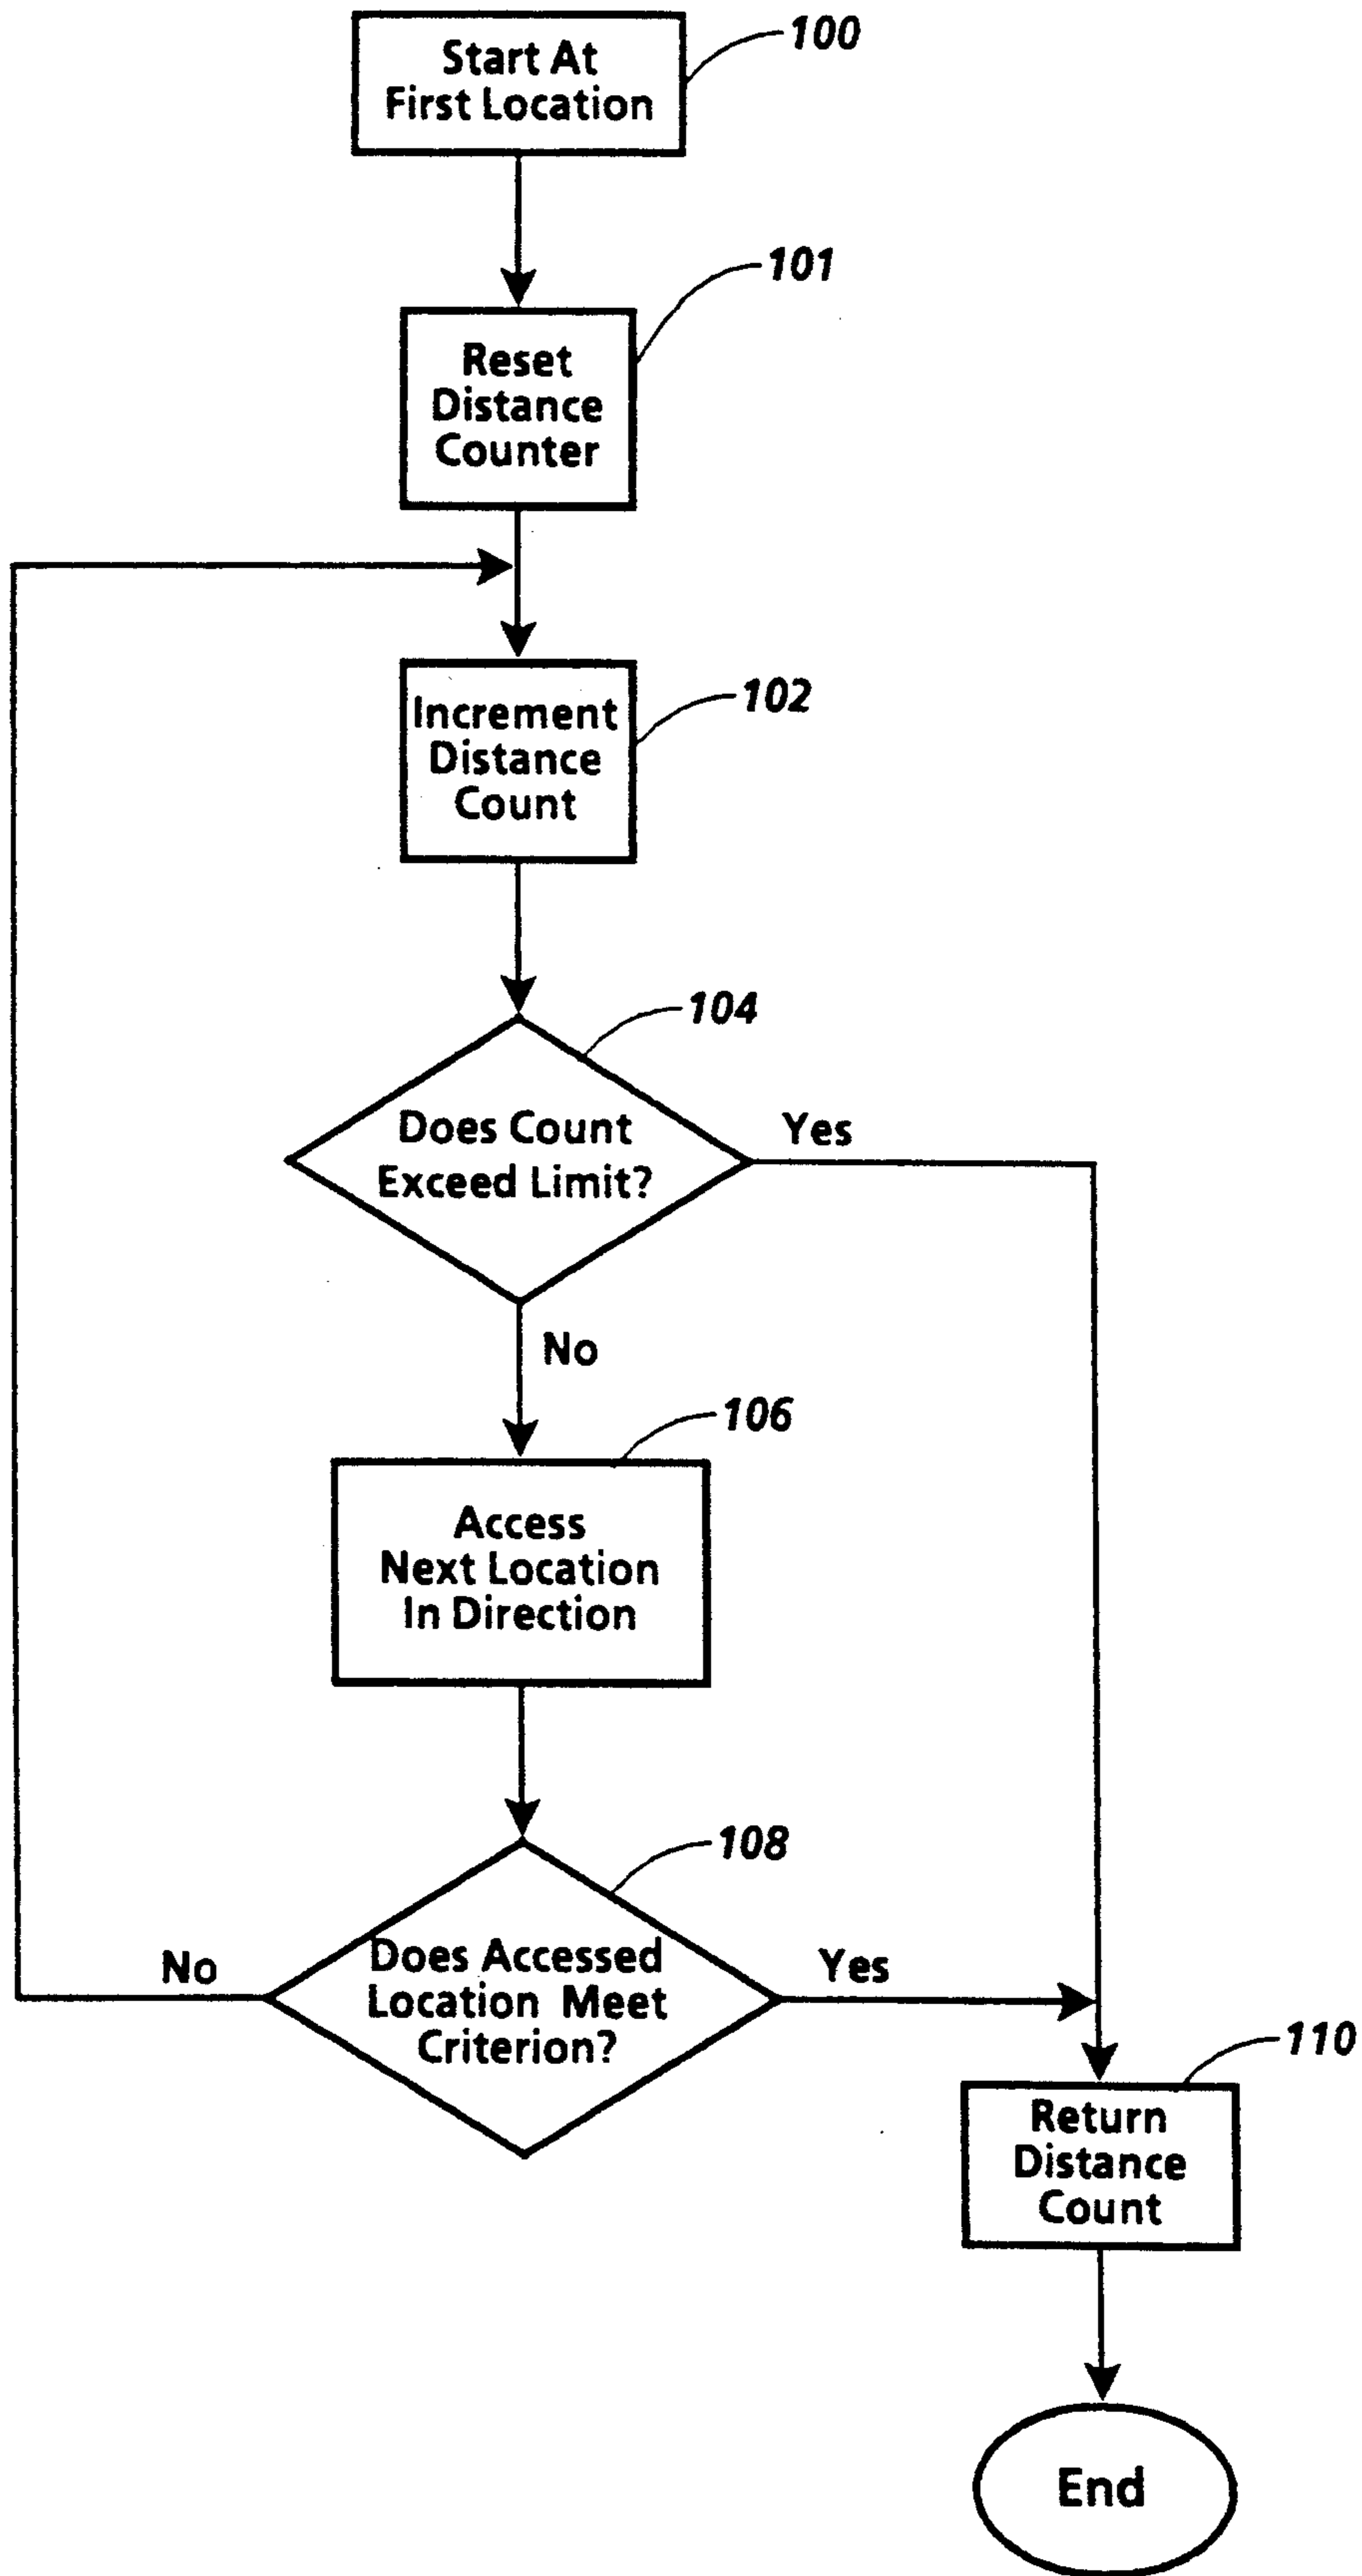 100
Start At
First Location
101
Reset
Distance
Counter
102
Increment
Distance
Count
104
Does Count
Exceed Limit?
Yes
No
106
Access
Next Location
In Direction
108
Does Accessed
Location Meet
Criterion?
No
Yes
110
Return
Distance
Count
End